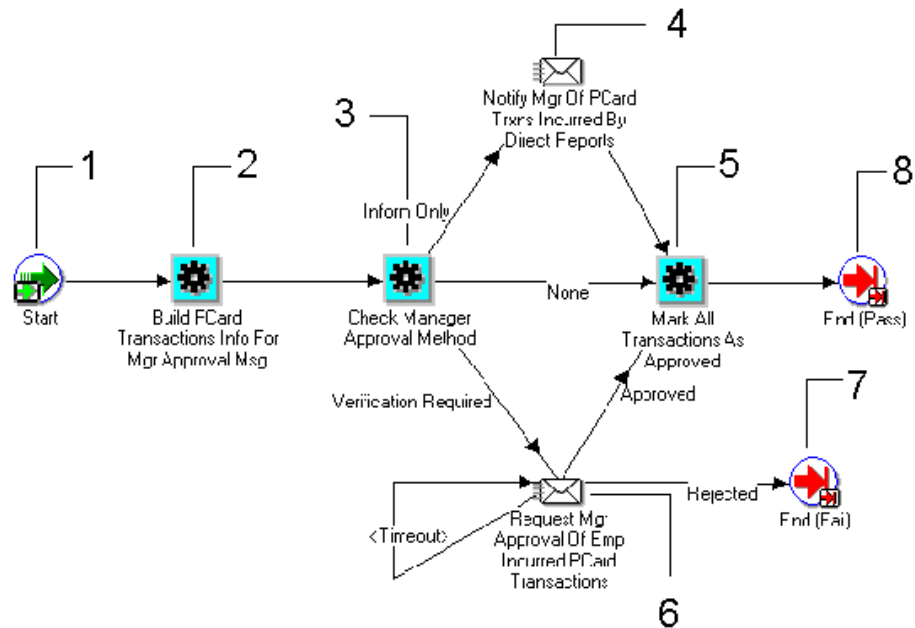 4
Notify Mgr Of PCard
Trxns Incurred By
Direct Reports
3
1
2
5
8
Inform Only
None
Start
Build PCard
Transactions Info For
Mgr Approval Msg
Check Manager
Approval Method
Mark All
Transactions As
Approved
End (Pass)
Verification Required
Approved
7
<Timeout>
Rejected
Request Mgr
Approval Of Emp
Incurred PCard
Transactions
End (Fail)
6